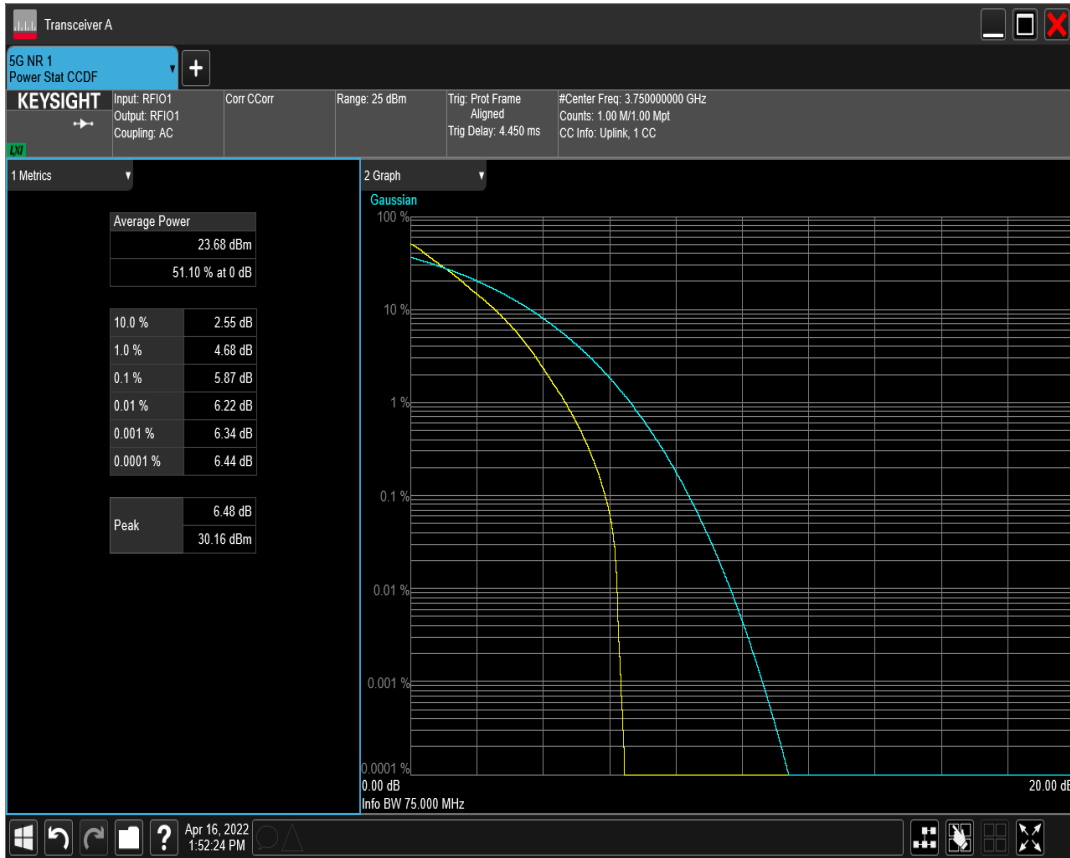 Transceiver A
5G NR 1
Power Stat CCDF
KEYSIGHT
LXI
Input: RFIO1
Output: RFIO1
Coupling: AC
Corr CCorr
Range: 25 dBm
Trig: Prot Frame
Aligned
Trig Delay: 4.450 ms
#Center Freq: 3.750000000 GHz
Counts: 1.00 M/1.00 Mpt
CC Info: Uplink, 1 CC
1 Metrics
Average Power
23.68 dBm
51.10 % at 0 dB
10.0 % 2.55 dB
1.0 % 4.68 dB
0.1 % 5.87 dB
0.01 % 6.22 dB
0.001 % 6.34 dB
0.0001 % 6.44 dB
Peak
6.48 dB
30.16 dBm
2 Graph
Gaussian
100 %
10 %
1 %
0.1 %
0.01 %
0.001 %
0.0001 %
0.00 dB 20.00 dB
Info BW 75.000 MHz
? Apr 16, 2022
1:52:24 PM